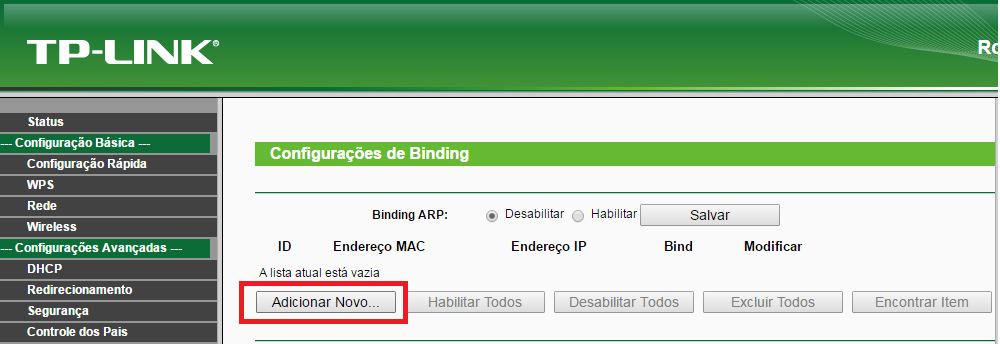 TP-LINK®
Status
--- Configuração Básica ---
Configuração Rápida
WPS
Rede
Wireless
--- Configurações Avançadas ---
DHCP
Redirecionamento
Segurança
Controle dos Pais
Configurações de Binding
Binding ARP: Desabilitar Habilitar Salvar
ID Endereço MAC Endereço IP Bind Modificar
A lista atual está vazia
Adicionar Novo... Habilitar Todos Desabilitar Todos Excluir Todos Encontrar Item